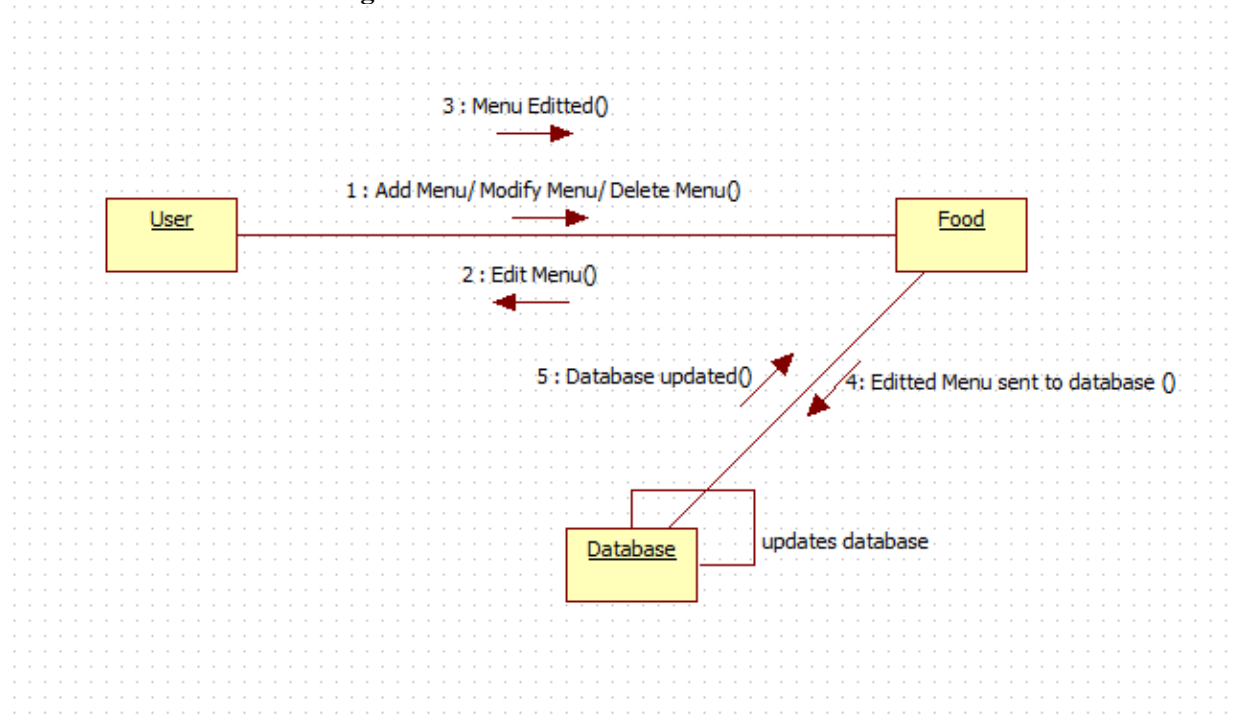 3 : Menu Editted()
1 : Add Menu/ Modify Menu/ Delete Menu()
User
Food
2 : Edit Menu()
5 : Database updated()
4: Editted Menu sent to database ()
Database
updates database